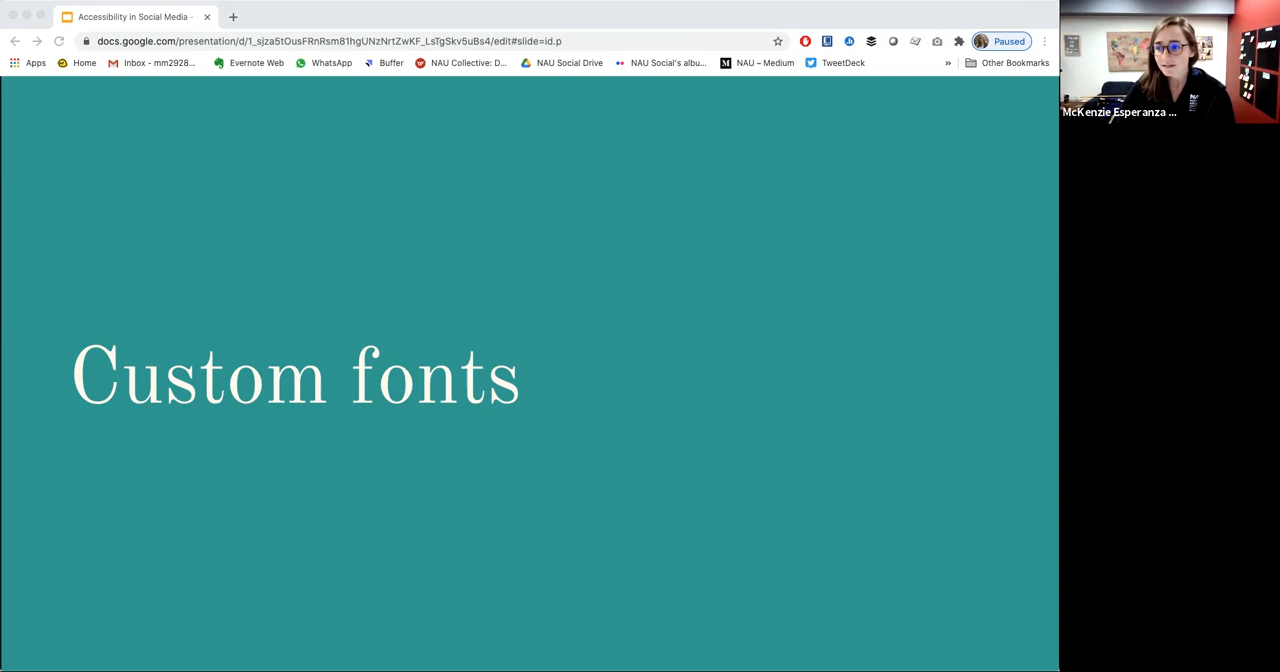 Accessibility in Social Media -
docs.google.com/presentation/d/1_sjza5tOusFRnRsm81hgUNzNrtZwKF_LsTgSkv5uBs4/edit#slide=id.p
Paused
Apps
Home
Inbox - mm2928...
Evernote Web
WhatsApp
Buffer
NAU Collective: D...
NAU Social Drive
NAU Social's albu...
NAU – Medium
TweetDeck
»
Other Bookmarks
McKenzie Esperanza ...
Custom fonts